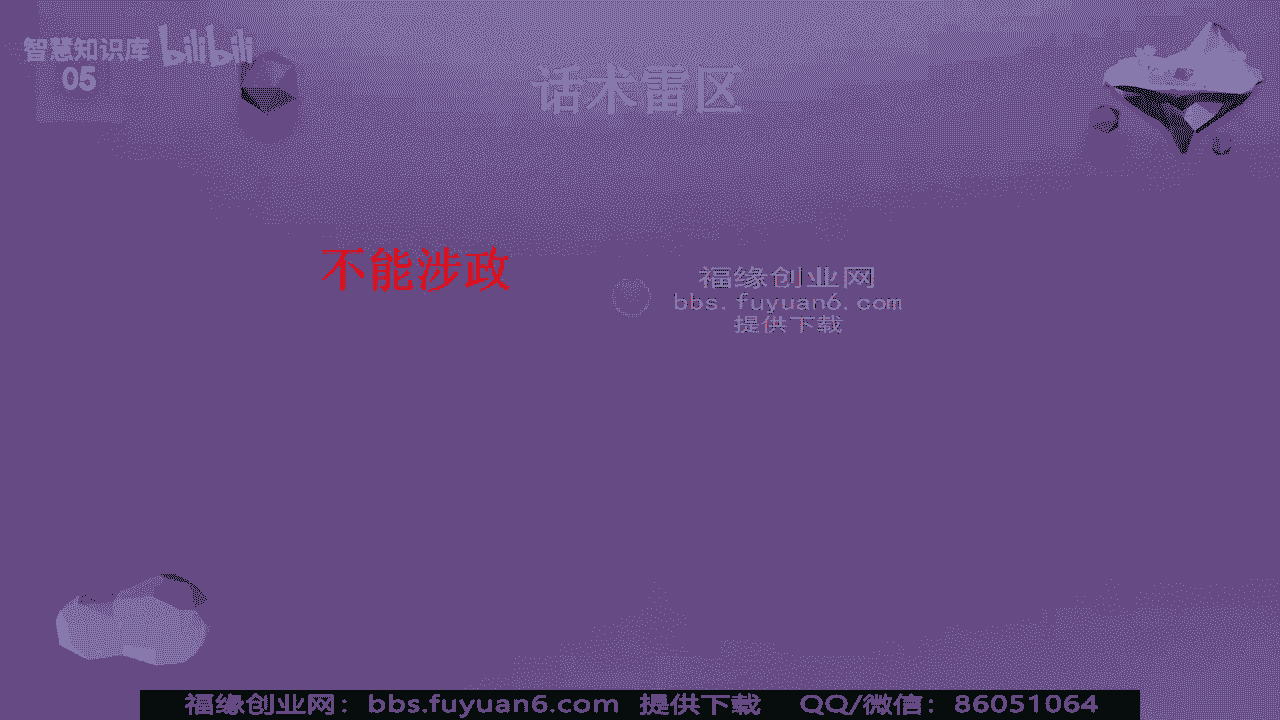 智慧知识库 bilibili
05
话术雷区
不能涉政
福缘创业网
bbs.fuyuan6.com
提供下载
福缘创业网：bbs.fuyuan6.com 提供下载 QQ/微信：86051064